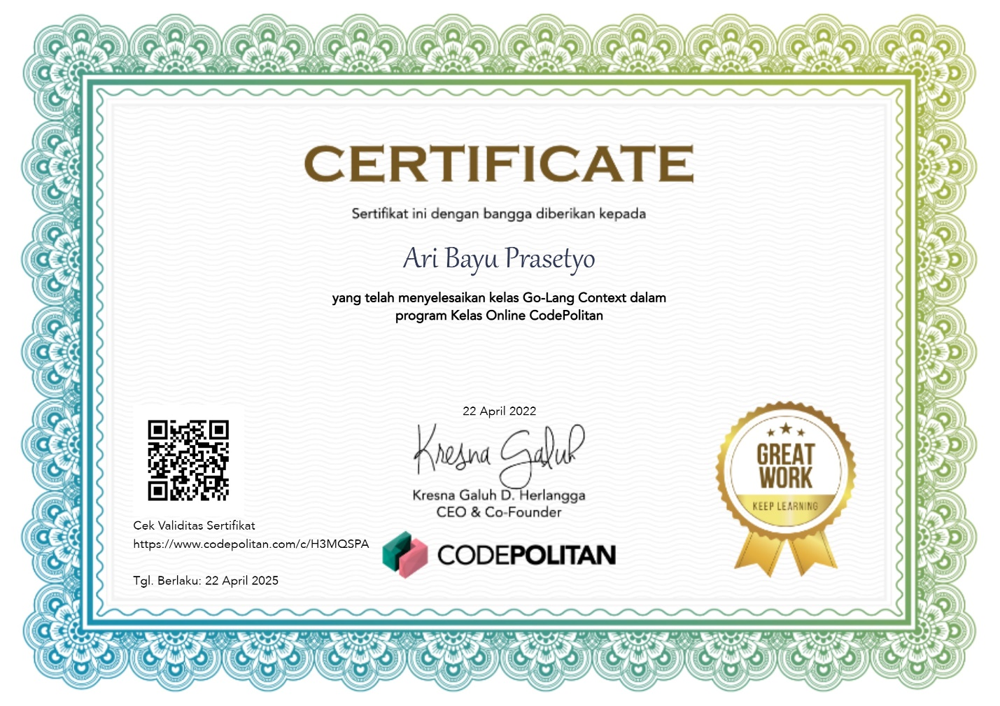 CERTIFICATE
Sertifikat ini dengan bangga diberikan kepada
Ari Bayu Prasetyo
yang telah menyelesaikan kelas Go-Lang Context dalam
program Kelas Online CodePolitan
22 April 2022
Kresna Galuh
Kresna Galuh D. Herlangga
CEO & Co-Founder
CODEPOLITAN
Cek Validitas Sertifikat
https://www.codepolitan.com/c/H3MQSPA
Tgl. Berlaku: 22 April 2025
GREAT
WORK
KEEP LEARNING